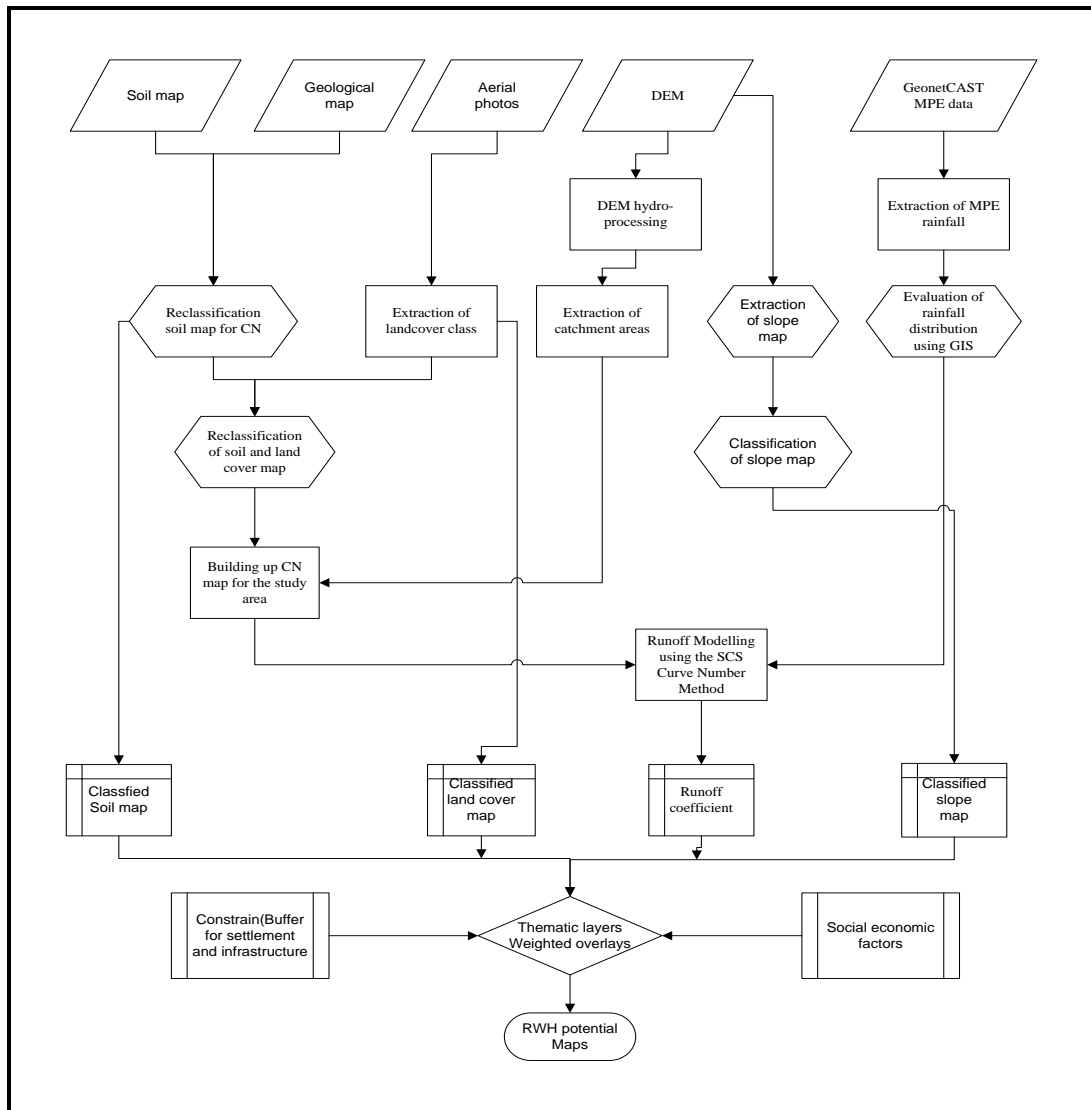 Soil map
Geological
map
Aerial
photos
DEM
GeonetCAST
MPE data
DEM hydro-
processing
Extraction of MPE
rainfall
Reclassification
soil map for CN
Extraction of
landcover class
Extraction of
catchment areas
Extraction
of slope
map
Evaluation of
rainfall
distribution
using GIS
Reclassification
of soil and land
cover map
Classification
of slope map
Building up CN
map for the study
area
Runoff Modelling
using the SCS
Curve Number
Method
Classfied
Soil map
Classified
land cover
map
Runoff
coefficient
Classified
slope
map
Constrain(Buffer
for settlement
and infrastructure
Thematic layers
Weighted overlays
Social economic
factors
RWH potential
Maps